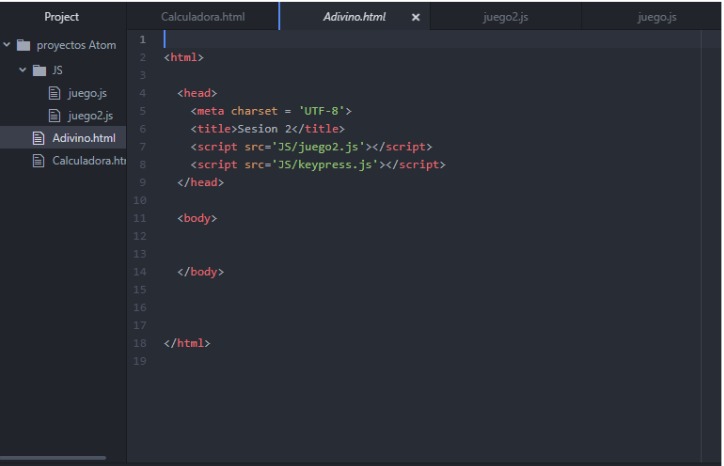 Project
Calculadora.html
Adivino.html
juego2.js
juego.js
proyectos Atom
JS
juego.js
juego2.js
Adivino.html
Calculadora.htm
1
2 <html>
3
4 <head>
5 <meta charset = 'UTF-8'>
6 <title>Sesion 2</title>
7 <script src='JS/juego2.js'></script>
8 <script src='JS/keypress.js'></script>
9 </head>
10
11 <body>
12
13
14 </body>
15
16
17
18 </html>
19